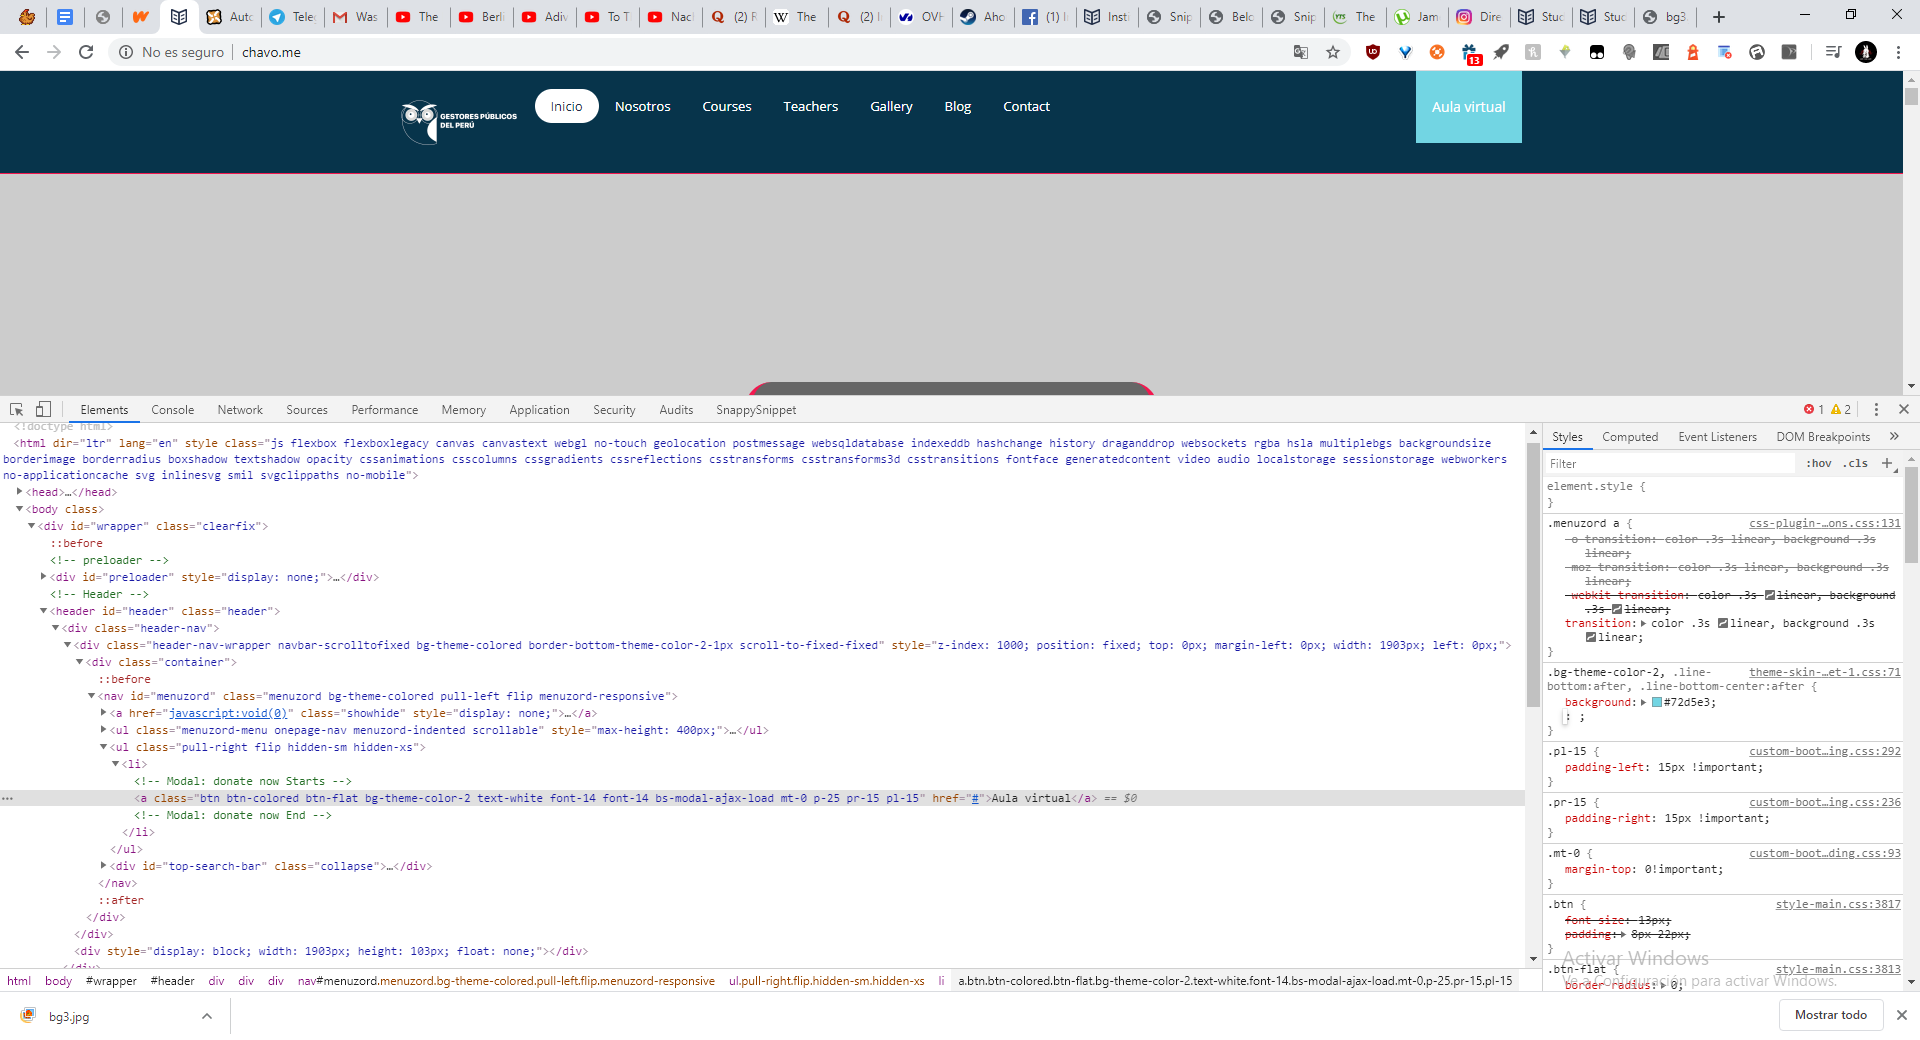 Auto
Tele
Was
The
Berl
Adiv
To T
Nacl
(2) F
The
(2) I
OVH
Aho
(1) I
Insti
Snip
Belo
Snip
The
Jam
Dire
Stud
Stud
bg3.
No es seguro chavo.me
13
GESTORES PÚBLICOS
DEL PERÚ
Inicio Nosotros Courses Teachers Gallery Blog Contact
Aula virtual
Elements Console Network Sources Performance Memory Application Security Audits SnappySnippet
1 2
<!doctype html>
<html dir="ltr" lang="en" style class="js flexbox flexboxlegacy canvas canvastext webgl no-touch geolocation postmessage websqldatabase indexeddb hashchange history draganddrop websockets rgba hsla multiplebgs backgroundsize
borderimage borderradius boxshadow textshadow opacity cssanimations csscolumns cssgradients cssreflections csstransforms csstransforms3d csstransitions fontface generatedcontent video audio localstorage sessionstorage webworkers
no-applicationcache svg inlinesvg smil svgclippaths no-mobile">
<head>…</head>
<body class>
<div id="wrapper" class="clearfix">
::before
<!-- preloader -->
<div id="preloader" style="display: none;">…</div>
<!-- Header -->
<header id="header" class="header">
<div class="header-nav">
<div class="header-nav-wrapper navbar-scrolltofixed bg-theme-colored border-bottom-theme-color-2-1px scroll-to-fixed-fixed" style="z-index: 1000; position: fixed; top: 0px; margin-left: 0px; width: 1903px; left: 0px;">
<div class="container">
::before
<nav id="menuzord" class="menuzord bg-theme-colored pull-left flip menuzord-responsive">
<a href="javascript:void(0)" class="showhide" style="display: none;">…</a>
<ul class="menuzord-menu onepage-nav menuzord-indented scrollable" style="max-height: 400px;">…</ul>
<ul class="pull-right flip hidden-sm hidden-xs">
<li>
<!-- Modal: donate now Starts -->
<a class="btn btn-colored btn-flat bg-theme-color-2 text-white font-14 font-14 bs-modal-ajax-load mt-0 p-25 pr-15 pl-15" href="#">Aula virtual</a> == $0
<!-- Modal: donate now End -->
</li>
</ul>
<div id="top-search-bar" class="collapse">…</div>
</nav>
::after
</div>
</div>
<div style="display: block; width: 1903px; height: 103px; float: none;"></div>
</div>
html body #wrapper #header div div div nav#menuzord.menuzord.bg-theme-colored.pull-left.flip.menuzord-responsive ul.pull-right.flip.hidden-sm.hidden-xs li a.btn.btn-colored.btn-flat.bg-theme-color-2.text-white.font-14.bs-modal-ajax-load.mt-0.p-25.pr-15.pl-15
Styles Computed Event Listeners DOM Breakpoints »
Filter :hov .cls +
element.style {
}
.menuzord a { css-plugin-…ons.css:131
-o-transition: color .3s linear, background .3s
linear;
-moz-transition: color .3s linear, background .3s
linear;
-webkit-transition: color .3s linear, background
.3s linear;
transition: color .3s linear, background .3s
linear;
}
.bg-theme-color-2, .line- theme-skin-…et-1.css:71
bottom:after, .line-bottom-center:after {
background: #72d5e3;
: ;
}
.pl-15 { custom-boot…ing.css:292
padding-left: 15px !important;
}
.pr-15 { custom-boot…ing.css:236
padding-right: 15px !important;
}
.mt-0 { custom-boot…ding.css:93
margin-top: 0!important;
}
.btn { style-main.css:3817
font-size: 13px;
padding: 8px 22px;
}
.btn-flat { style-main.css:3813
border-radius: 0;
Activar Windows
Ve a Configuración para activar Windows.
bg3.jpg
Mostrar todo